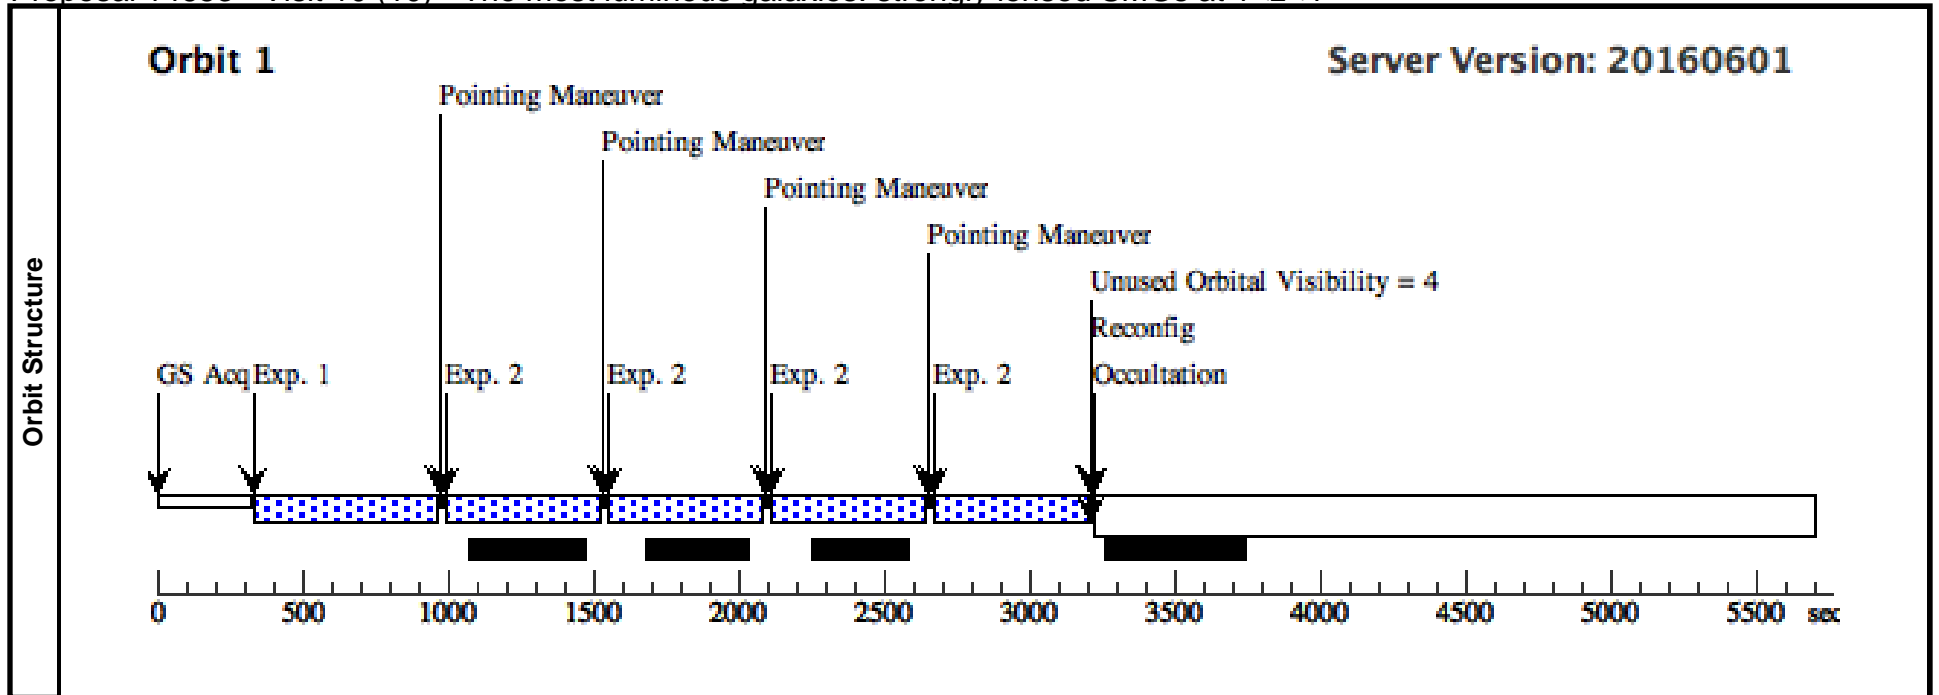 Orbit 1
Server Version: 20160601
Pointing Maneuver
Pointing Maneuver
Pointing Maneuver
Pointing Maneuver
Unused Orbital Visibility = 4
Reconfig
GS Acq
Exp. 1
Exp. 2
Exp. 2
Exp. 2
Exp. 2
Occultation
Orbit Structure
0 500 1000 1500 2000 2500 3000 3500 4000 4500 5000 5500 sec